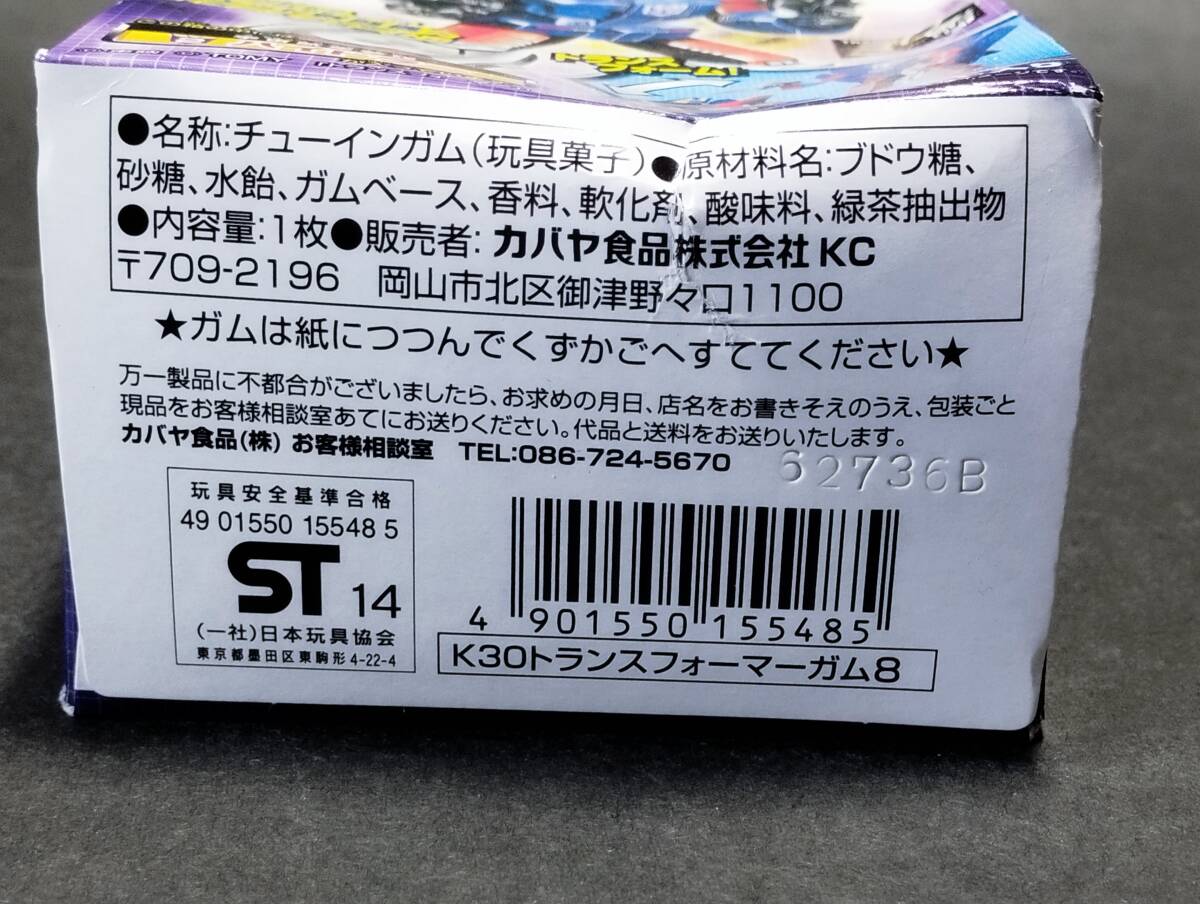 トランスフォーム!
●名称:チューインガム(玩具菓子)●原材料名:ブドウ糖、
砂糖、水飴、ガムベース、香料、軟化剤、酸味料、緑茶抽出物
●内容量:1枚●販売者:カバヤ食品株式会社 KC
〒709-2196 岡山市北区御津野々口1100
★ガムは紙につつんでくずかごへすててください★
万一製品に不都合がございましたら、お求めの月日、店名をお書きそえのうえ、包装ごと
現品をお客様相談室あてにお送りください。代品と送料をお送りいたします。
カバヤ食品(株) お客様相談室 TEL:086-724-5670
62736B
玩具安全基準合格
49 01550 15548 5
ST 14
(一社)日本玩具協会
東京都墨田区東駒形4-22-4
4 901550 155485
K30トランスフォーマーガム8